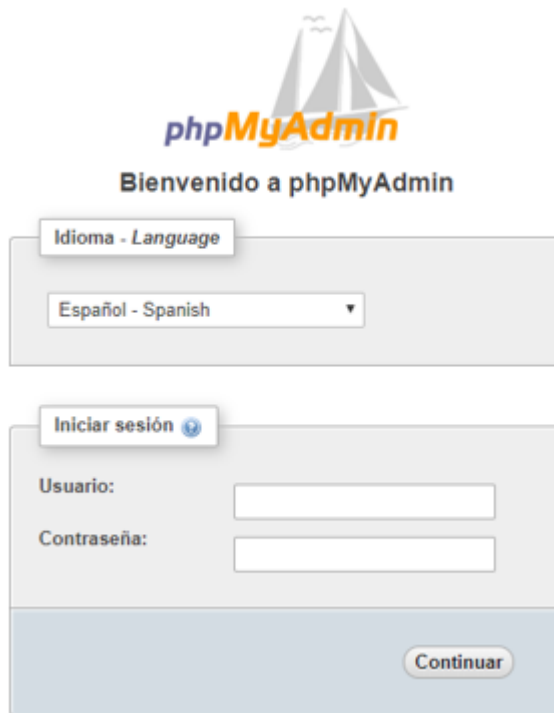 phpMyAdmin
Bienvenido a phpMyAdmin
Idioma - Language
Español - Spanish
Iniciar sesión
Usuario:
Contraseña:
Continuar